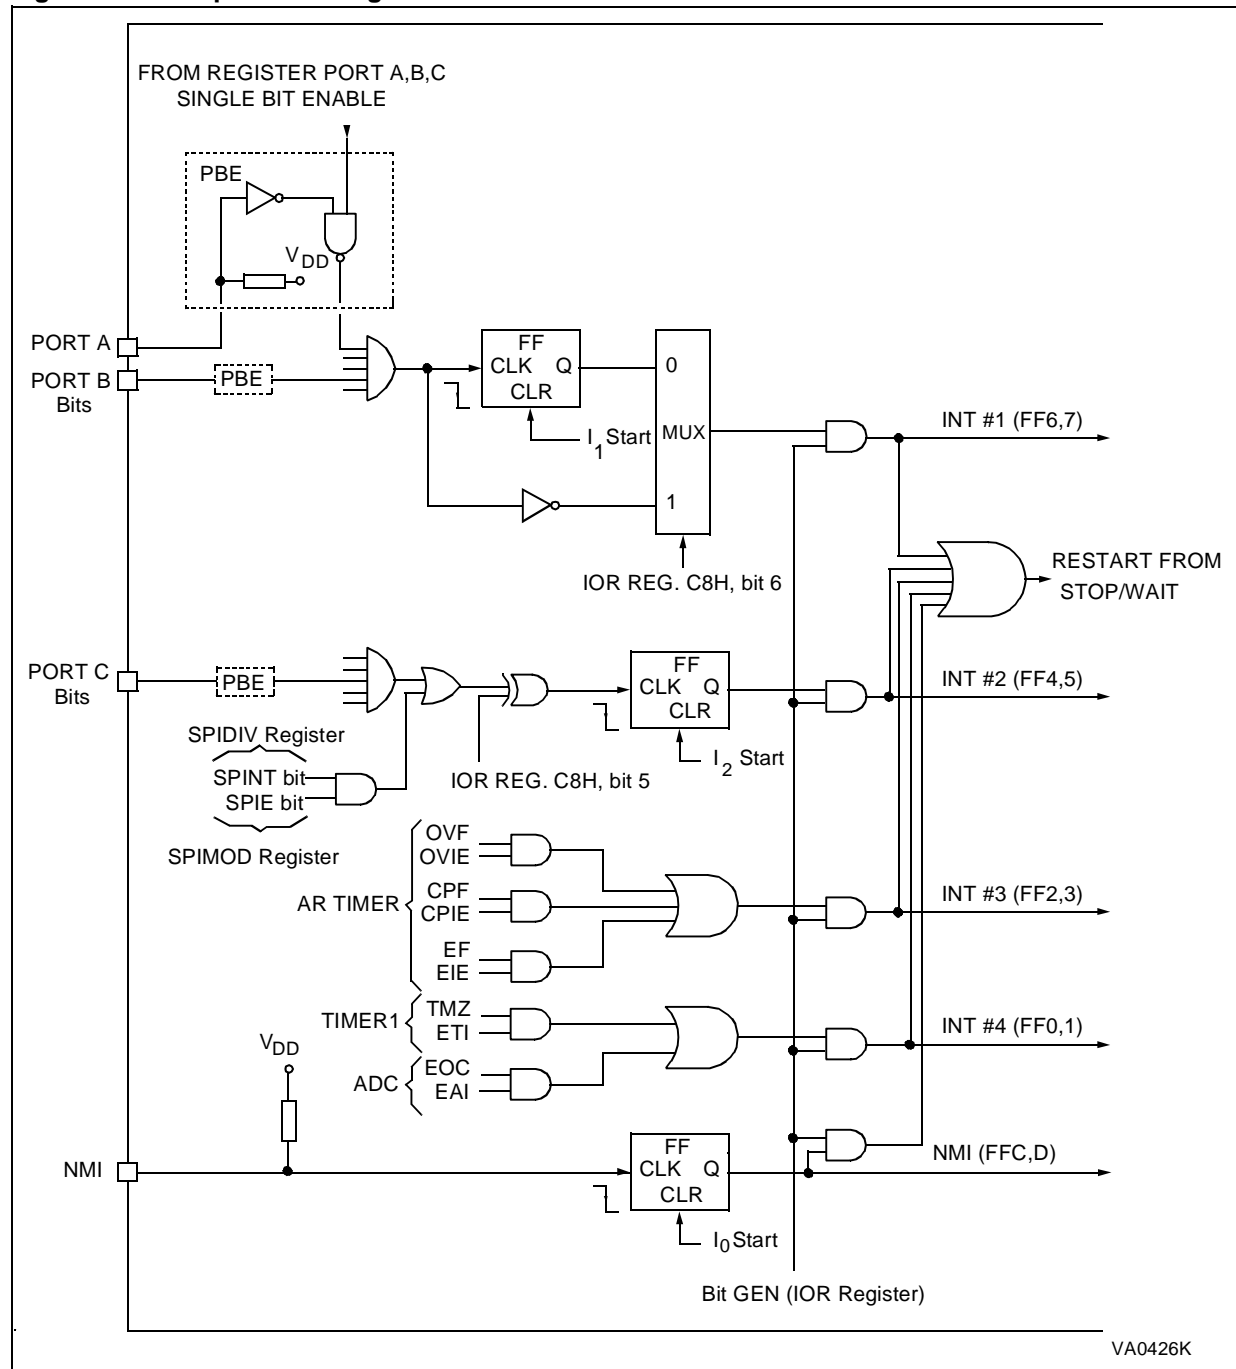 FROM REGISTER PORT A,B,C
SINGLE BIT ENABLE
PBE
VDD
PORT A
PORT B
Bits
PBE
FF
CLK Q
CLR
I1 Start
0
MUX
1
IOR REG. C8H, bit 6
INT #1 (FF6,7)
RESTART FROM
STOP/WAIT
PORT C
Bits
PBE
FF
CLK Q
CLR
I2 Start
INT #2 (FF4,5)
SPIDIV Register
SPINT bit
SPIE bit
SPIMOD Register
IOR REG. C8H, bit 5
AR TIMER
OVF
OVIE
CPF
CPIE
EF
EIE
INT #3 (FF2,3)
TIMER1
TMZ
ETI
ADC
EOC
EAI
INT #4 (FF0,1)
VDD
NMI
FF
CLK Q
CLR
I0 Start
NMI (FFC,D)
Bit GEN (IOR Register)
VA0426K